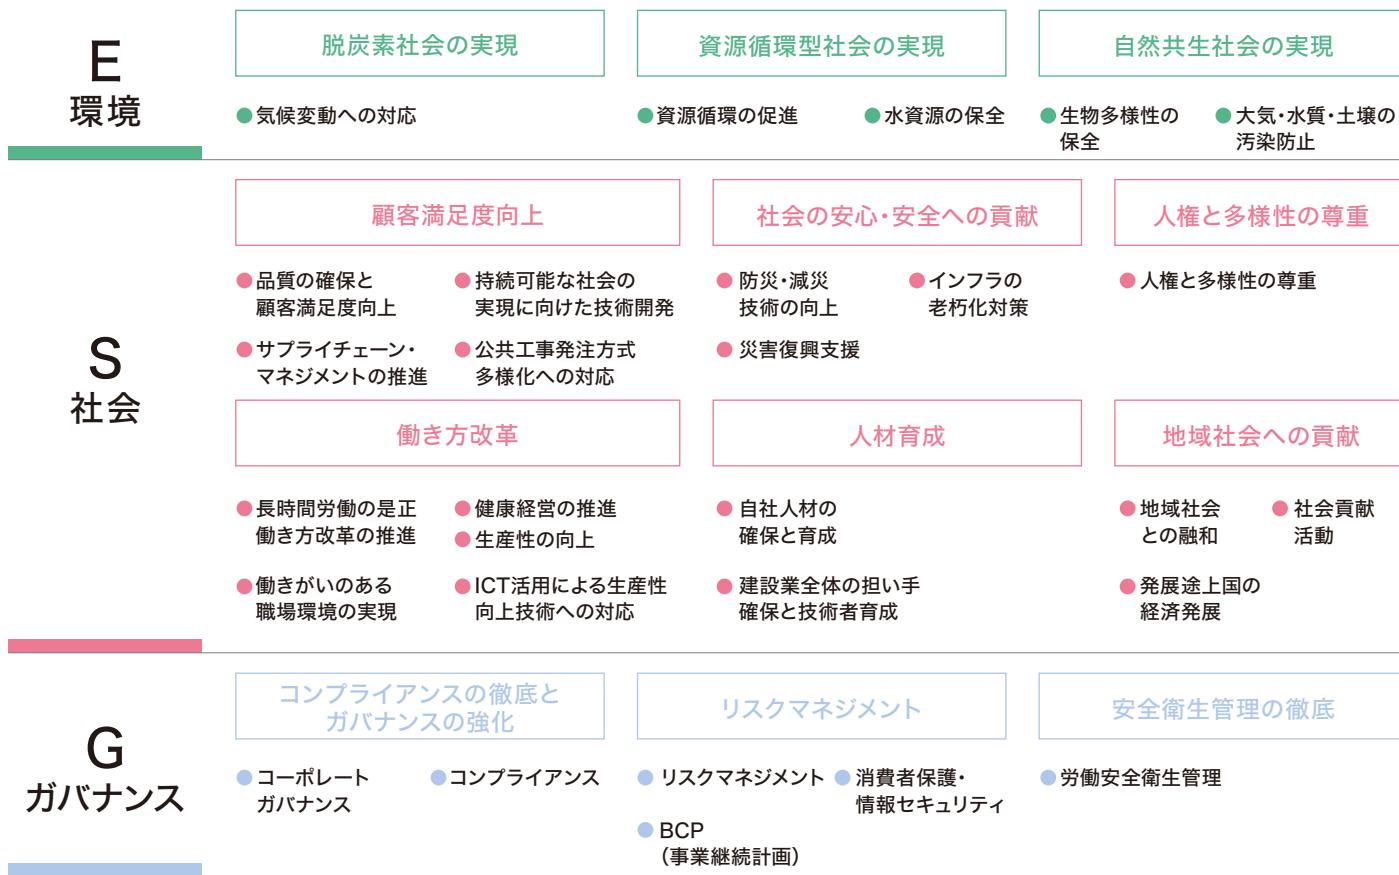 E
環境
脱炭素社会の実現
●気候変動への対応
資源循環型社会の実現
●資源循環の促進
●水資源の保全
自然共生社会の実現
●生物多様性の
保全
●大気・水質・土壌の
汚染防止
S
社会
顧客満足度向上
●品質の確保と
顧客満足度向上
●持続可能な社会の
実現に向けた技術開発
●サプライチェーン・
マネジメントの推進
●公共工事発注方式
多様化への対応
社会の安心・安全への貢献
●防災・減災
技術の向上
●インフラの
老朽化対策
●災害復興支援
人権と多様性の尊重
●人権と多様性の尊重
働き方改革
●長時間労働の是正
働き方改革の推進
●健康経営の推進
●生産性の向上
●働きがいのある
職場環境の実現
●ICT活用による生産性
向上技術への対応
人材育成
●自社人材の
確保と育成
●建設業全体の担い手
確保と技術者育成
地域社会への貢献
●地域社会
との融和
●社会貢献
活動
●発展途上国の
経済発展
G
ガバナンス
コンプライアンスの徹底と
ガバナンスの強化
●コーポレート
ガバナンス
●コンプライアンス
リスクマネジメント
●リスクマネジメント
●消費者保護・
情報セキュリティ
●BCP
（事業継続計画）
安全衛生管理の徹底
●労働安全衛生管理